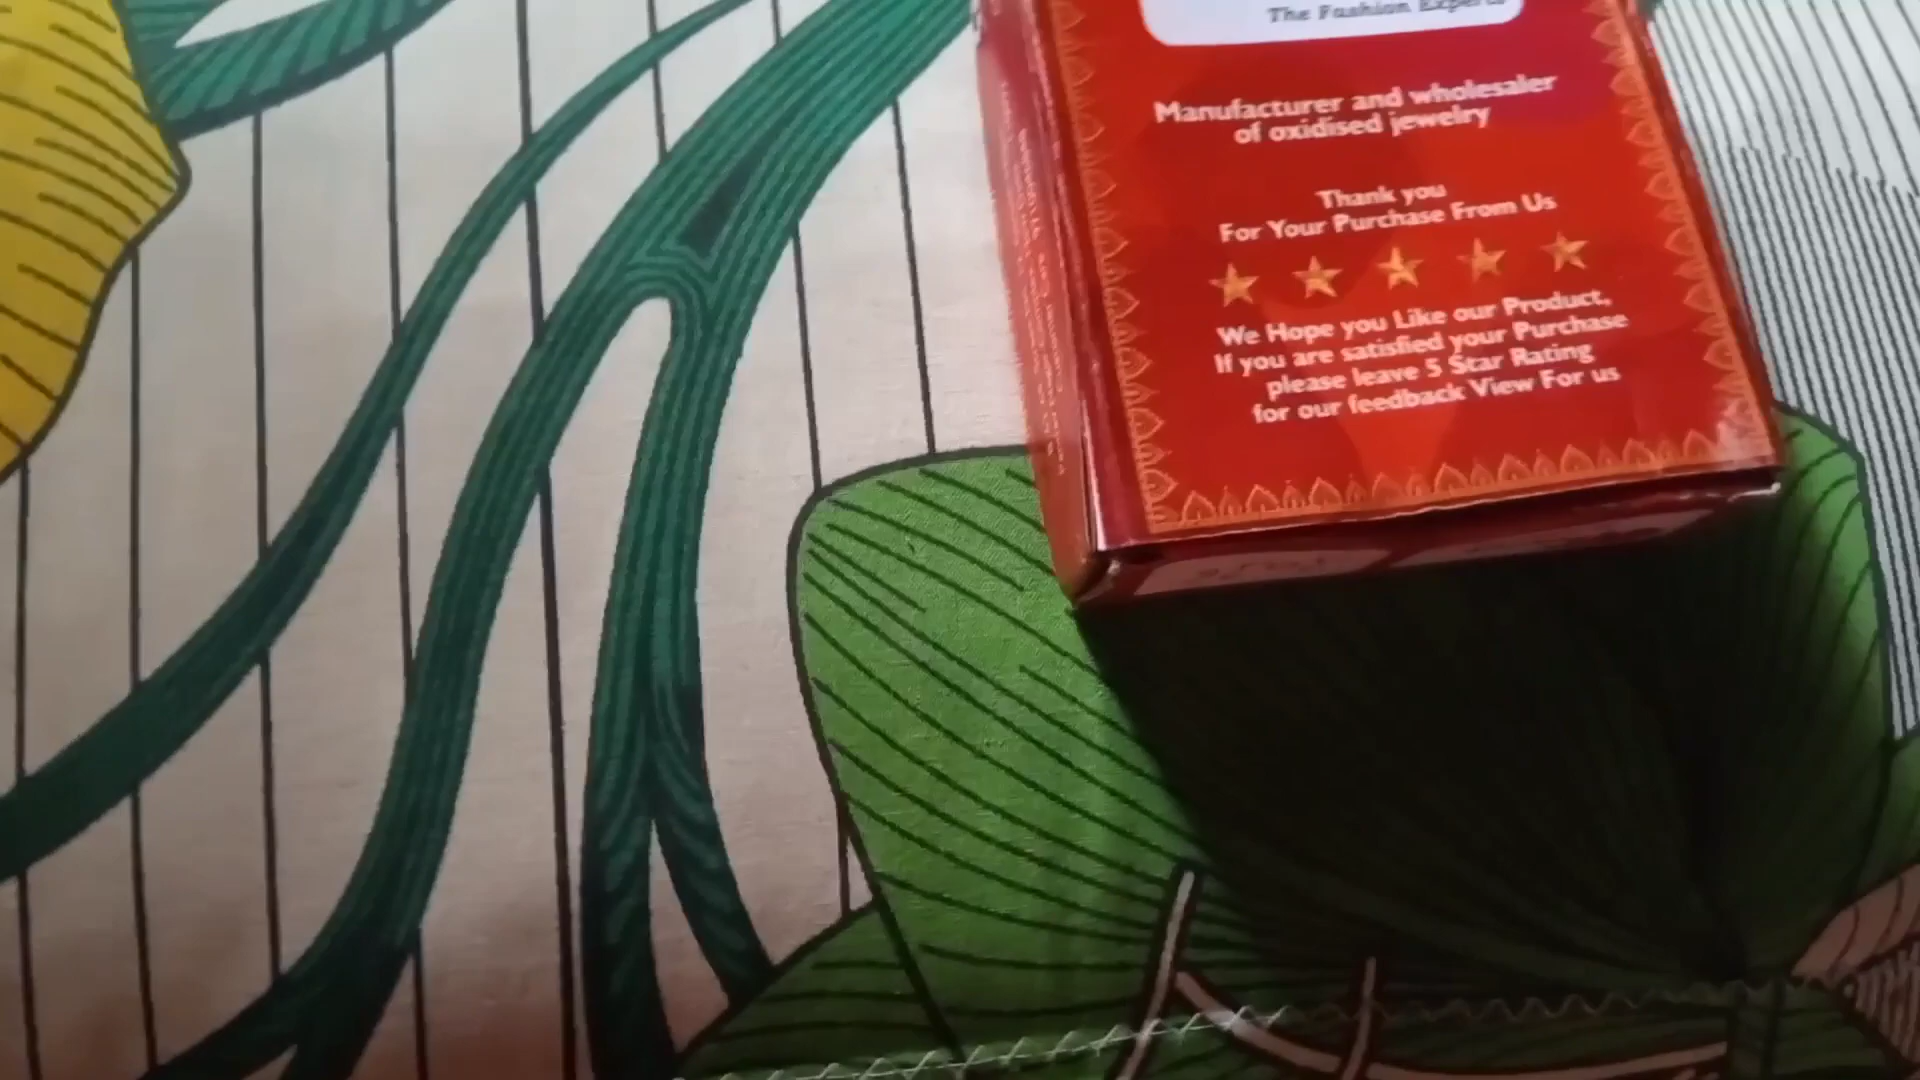 The Fashion Experts
Manufacturer and wholesaler
of oxidised jewelry
Thank you
For Your Purchase From Us
We Hope you Like our Product,
If you are satisfied your Purchase
please leave 5 Star Rating
for our feedback View For us